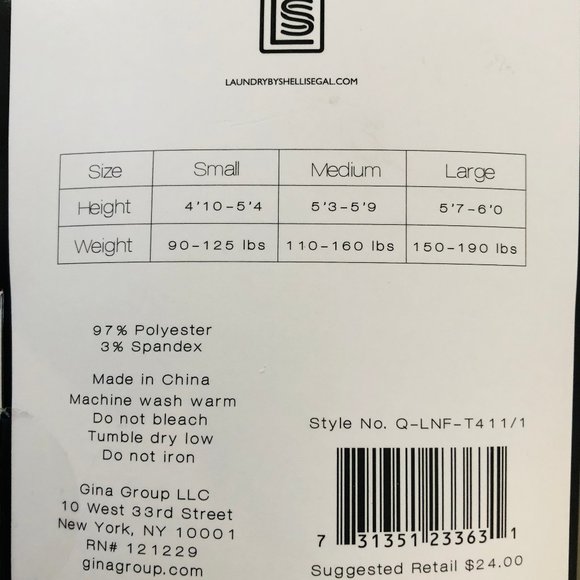 LS
LAUNDRYBYSHELLISEGAL.COM
Size Small Medium Large
Height 4'10-5'4 5'3-5'9 5'7-6'0
Weight 90-125 lbs 110-160 lbs 150-190 lbs
97% Polyester
3% Spandex
Made in China
Machine wash warm
Do not bleach
Tumble dry low
Do not iron
Gina Group LLC
10 West 33rd Street
New York, NY 10001
RN# 121229
ginagroup.com
Style No. Q-LNF-T411/1
7 31351 23363 1
Suggested Retail $24.00